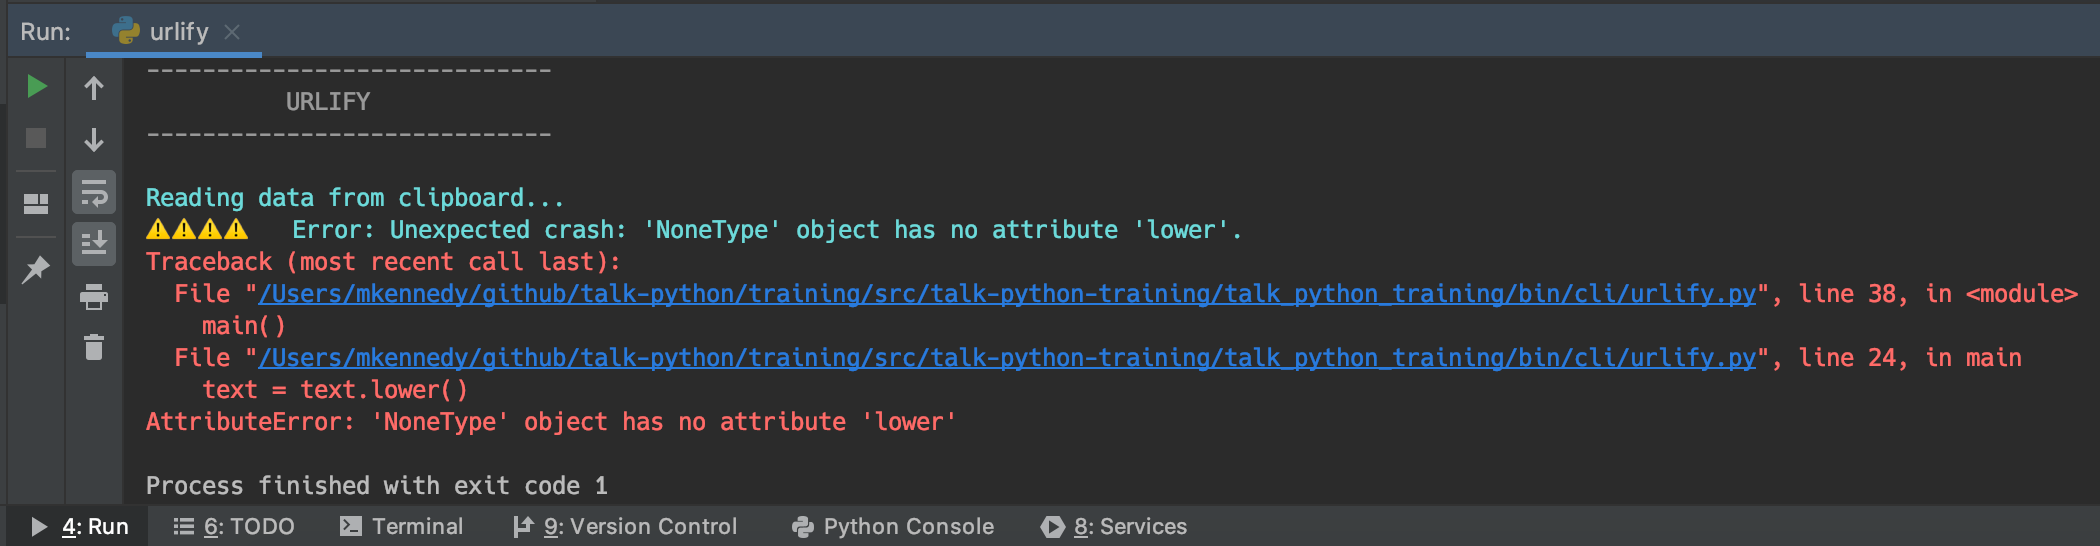 Run: urlify
-----------------------------
URLIFY
-----------------------------
Reading data from clipboard...
⚠️⚠️⚠️⚠️ Error: Unexpected crash: 'NoneType' object has no attribute 'lower'.
Traceback (most recent call last):
File "/Users/mkennedy/github/talk-python/training/src/talk-python-training/talk_python_training/bin/cli/urlify.py", line 38, in <module>
main()
File "/Users/mkennedy/github/talk-python/training/src/talk-python-training/talk_python_training/bin/cli/urlify.py", line 24, in main
text = text.lower()
AttributeError: 'NoneType' object has no attribute 'lower'
Process finished with exit code 1
4: Run 6: TODO Terminal 9: Version Control Python Console 8: Services